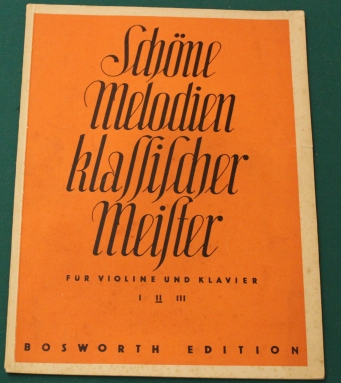 Schöne
Melodien
klaſſiſcher
Meiſter
FÜR VIOLINE UND KLAVIER
I II III
BOSWORTH EDITION